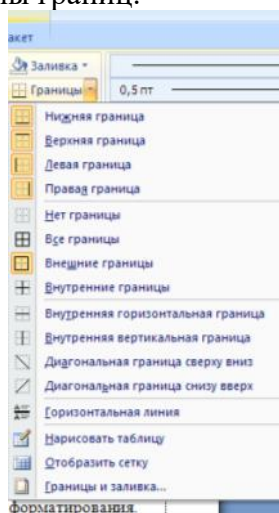 ны границ.
акет
Заливка
Границы
0,5 пт
Нижняя граница
Верхняя граница
Левая граница
Правая граница
Нет границы
Все границы
Внешние границы
Внутренние границы
Внутренняя горизонтальная граница
Внутренняя вертикальная граница
Диагональная граница сверху вниз
Диагональная граница снизу вверх
Горизонтальная линия
Нарисовать таблицу
Отобразить сетку
Границы и заливка...
форматирования.